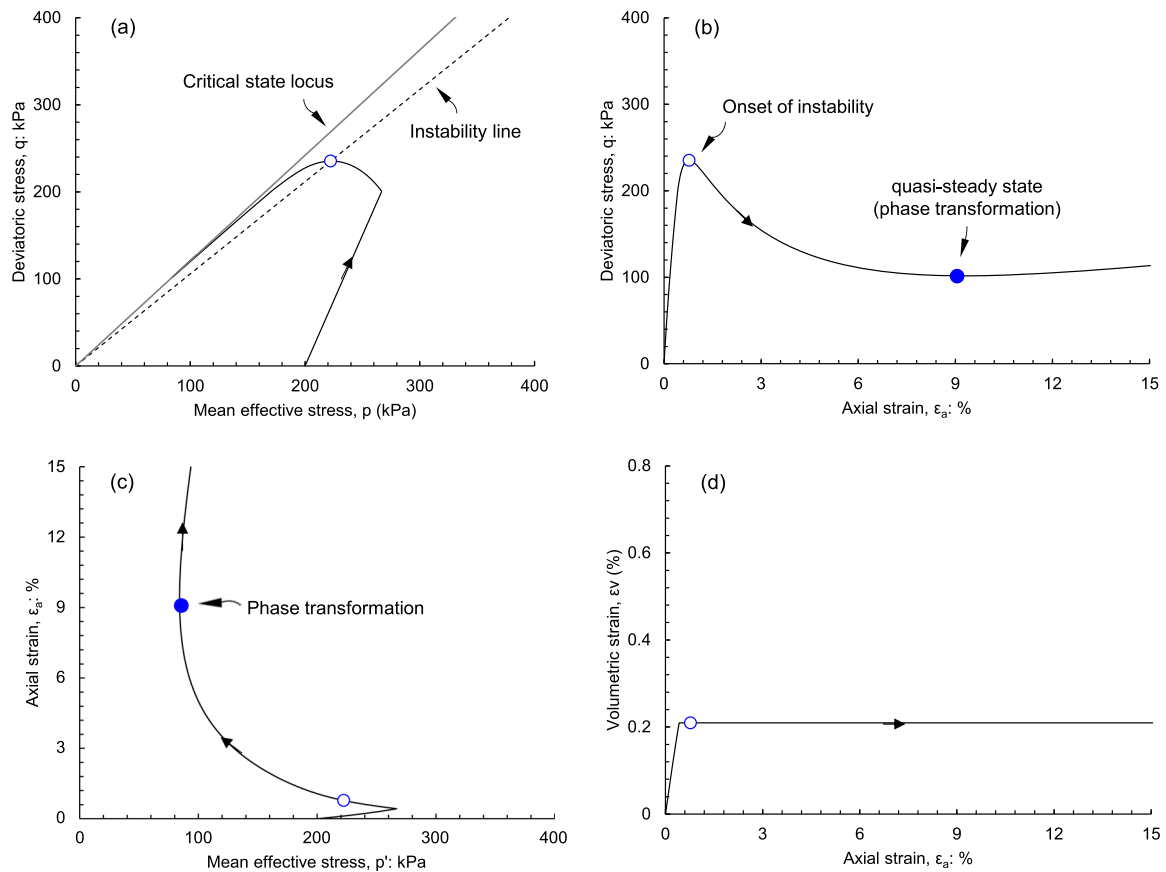 (a)
400
300
200
100
0
0
100
200
300
400
Deviatoric stress, q: kPa
Mean effective stress, p (kPa)
Critical state locus
Instability line
(b)
400
300
200
100
0
0
3
6
9
12
15
Deviatoric stress, q: kPa
Axial strain, εa: %
Onset of instability
quasi-steady state
(phase transformation)
(c)
15
12
9
6
3
0
0
100
200
300
400
Axial strain, εa: %
Mean effective stress, p': kPa
Phase transformation
(d)
0.8
0.6
0.4
0.2
0
0
3
6
9
12
15
Volumetric strain, εv (%)
Axial strain, εa: %